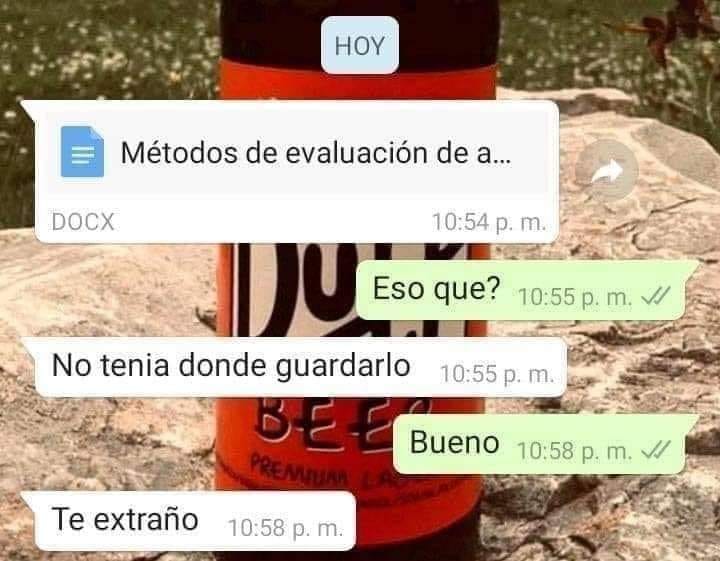 HOY
Métodos de evaluación de a...
DOCX 10:54 p. m.
Eso que? 10:55 p. m.
No tenia donde guardarlo 10:55 p. m.
BEER
Bueno 10:58 p. m.
PREMIUM
Te extraño 10:58 p. m.